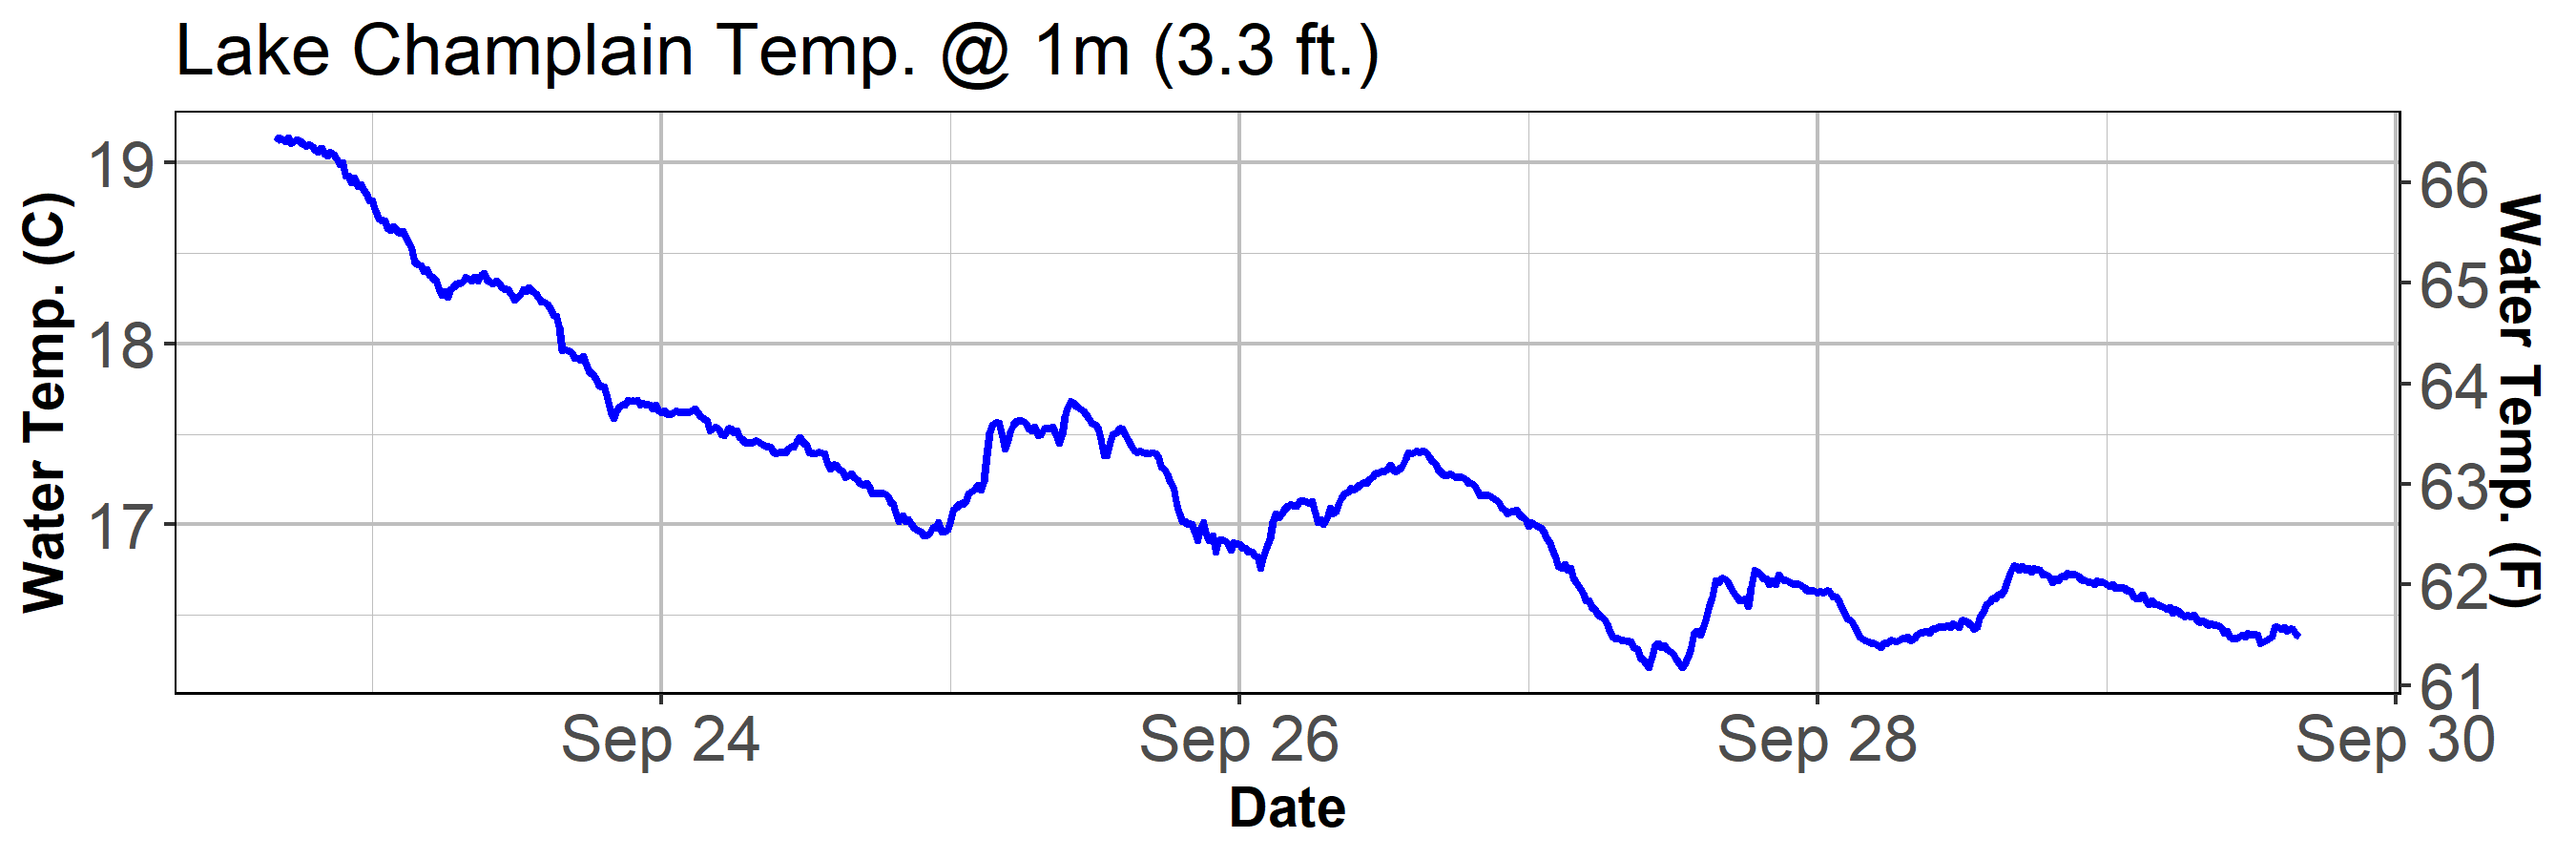 Lake Champlain Temp. @ 1m (3.3 ft.)
Water Temp. (C)
19
18
17
66
65
64
63
62
61
Water Temp. (F)
Sep 24
Sep 26
Sep 28
Sep 30
Date